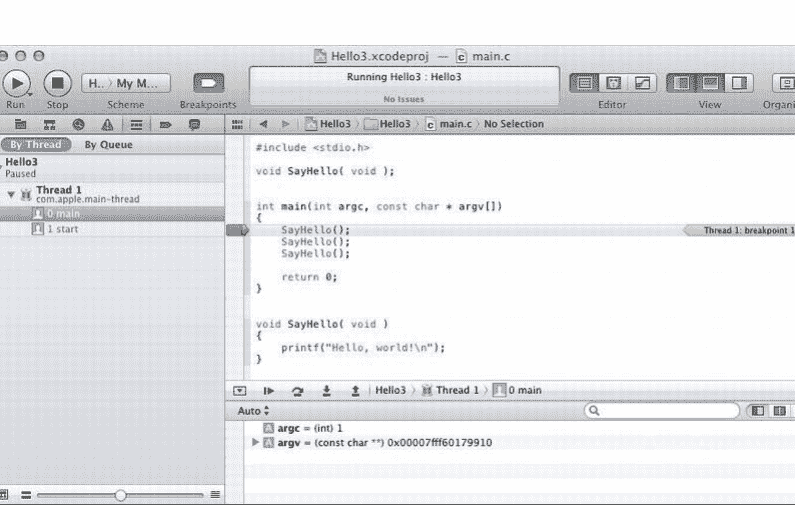 Hello3.xcodeproj — c main.c
Running Hello3 : Hello3
No Issues
H.. › My M...
Run Stop Scheme Breakpoints Editor View Organi
Hello3 › Hello3 › c main.c › No Selection
By Thread By Queue
Hello3
Paused
Thread 1
com.apple.main-thread
0 main
1 start
#include <stdio.h>
void SayHello( void );
int main(int argc, const char * argv[])
{
SayHello();
Thread 1: breakpoint 1
SayHello();
SayHello();
return 0;
}
void SayHello( void )
{
printf("Hello, world!\n");
}
Hello3 › Thread 1 › 0 main
Auto
A argc = (int) 1
A argv = (const char **) 0x00007fff60179910